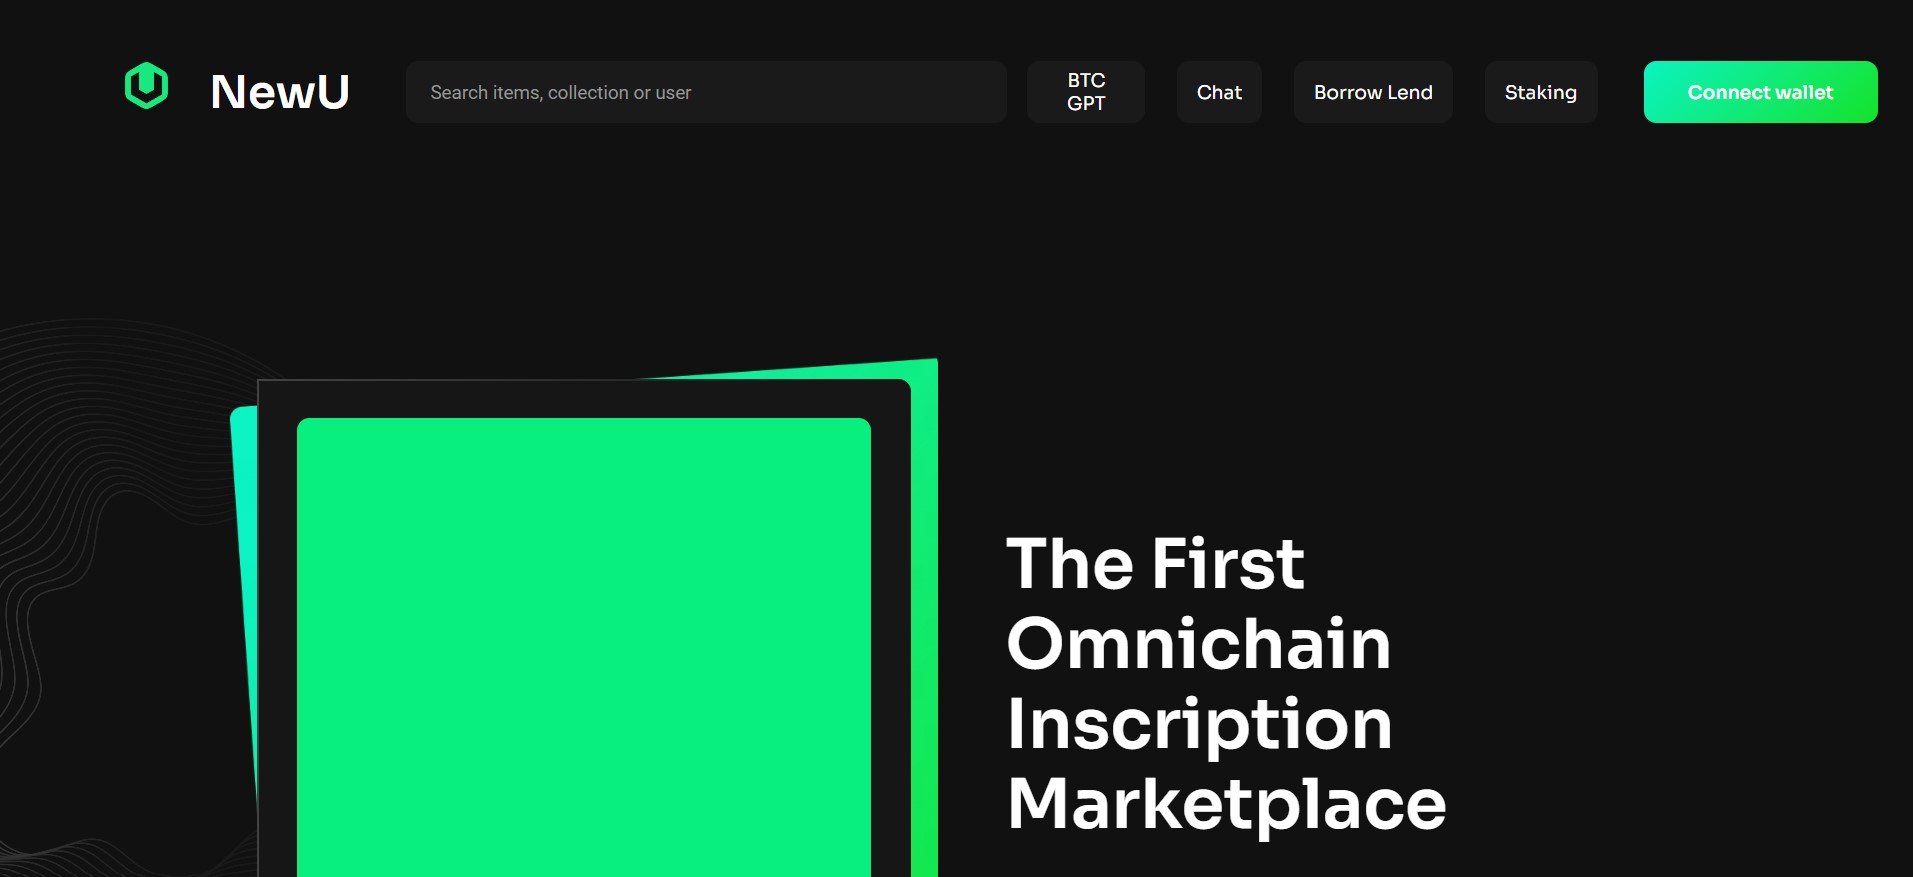 NewU
Search items, collection or user
BTC
GPT
Chat
Borrow Lend
Staking
Connect wallet
The First
Omnichain
Inscription
Marketplace